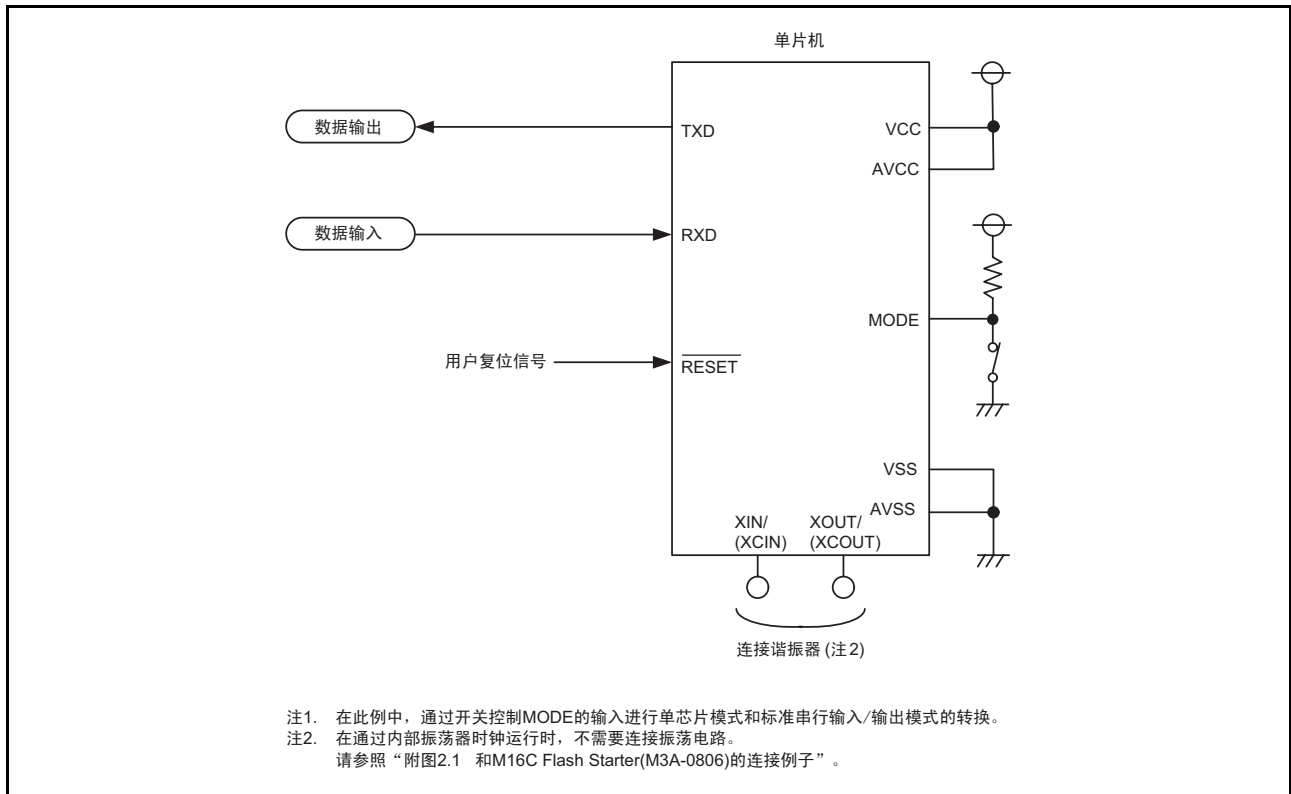 单片机
数据输出
TXD
VCC
AVCC
数据输入
RXD
MODE
用户复位信号
RESET
VSS
AVSS
XIN/
(XCIN)
XOUT/
(XCOUT)
连接谐振器 (注2)
注1. 在此例中，通过开关控制MODE的输入进行单芯片模式和标准串行输入/输出模式的转换。
注2. 在通过内部振荡器时钟运行时，不需要连接振荡电路。
请参照“附图2.1 和M16C Flash Starter(M3A-0806)的连接例子”。